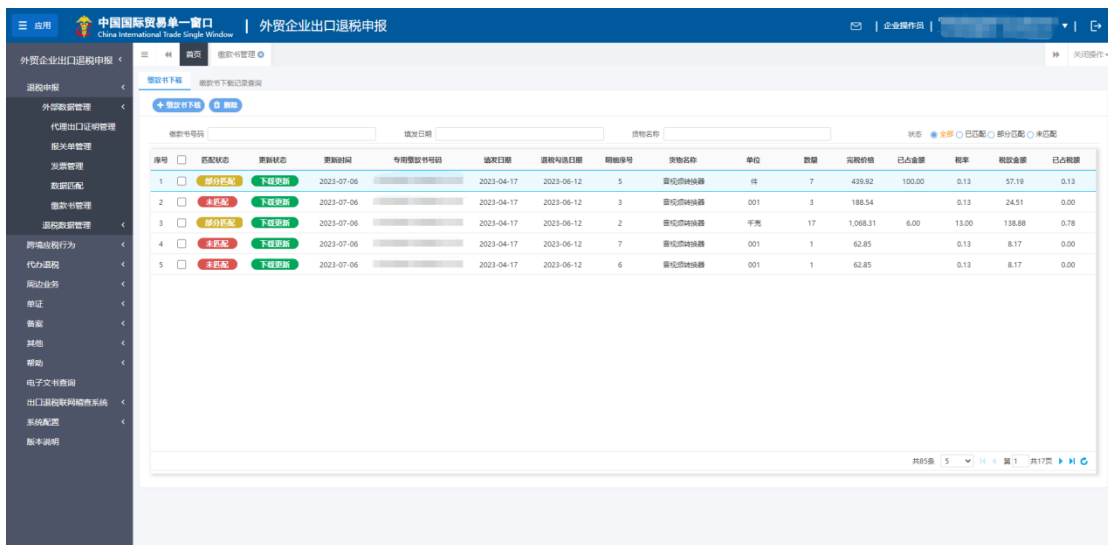 ☰ 应用 中国国际贸易单一窗口 | 外贸企业出口退税申报 | 企业操作员 |
China International Trade Single Window
外贸企业出口退税申报
首页 缴款书管理 关闭操作
退税申报
外部数据管理
代理出口证明管理
报关单管理
发票管理
数据匹配
缴款书管理
退税数据管理
跨境应税行为
代办退税
周边业务
单证
备案
其他
帮助
电子文书查询
出口退税联网稽查系统
系统配置
版本说明
缴款书下载 缴款书下载记录查询
+ 缴款书下载 删除
缴款书号码 填发日期 货物名称 状态 全部 已匹配 部分匹配 未匹配
序号 匹配状态 更新状态 更新时间 专用缴款书号码 填发日期 退税勾选日期 明细序号 货物名称 单位 数量 完税价格 已占金额 税率 税款金额 已占税额
1 部分匹配 下载更新 2023-07-06 2023-04-17 2023-06-12 5 音视频转换器 件 7 439.92 100.00 0.13 57.19 0.13
2 未匹配 下载更新 2023-07-06 2023-04-17 2023-06-12 3 音视频转换器 001 3 188.54 0.13 24.51 0.00
3 部分匹配 下载更新 2023-07-06 2023-04-17 2023-06-12 2 音视频转换器 千克 17 1,068.31 6.00 13.00 138.88 0.78
4 未匹配 下载更新 2023-07-06 2023-04-17 2023-06-12 7 音视频转换器 001 1 62.85 0.13 8.17 0.00
5 未匹配 下载更新 2023-07-06 2023-04-17 2023-06-12 6 音视频转换器 001 1 62.85 0.13 8.17 0.00
共85条 5 第 1 共17页